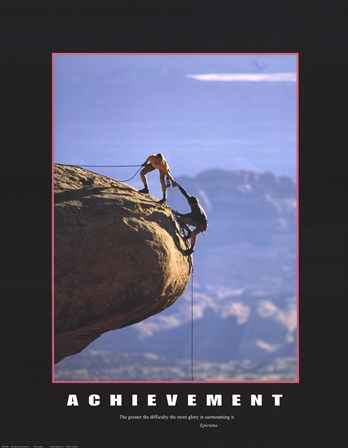 ACHIEVEMENT
The greater the difficulty the more glory in surmounting it.
Epicurus